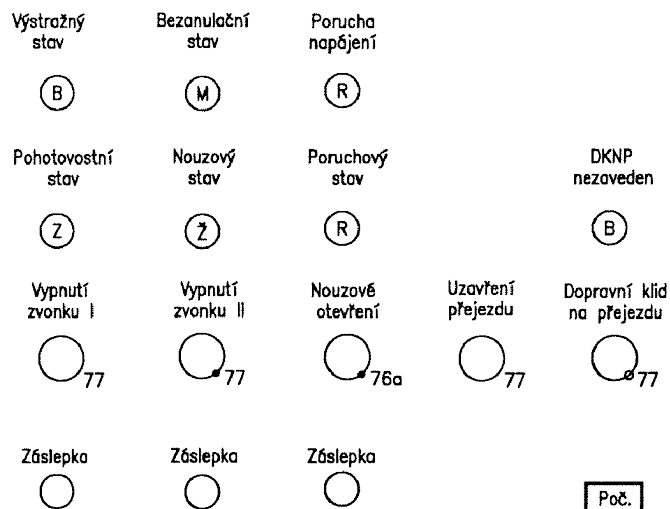 Výstražný Bezanulační Porucha
stav stav napájení
B M R
Pohotovostní Nouzový Poruchový DKNP
stav stav stav nezaveden
Z Ž R B
Vypnutí Vypnutí Nouzové Uzavření Dopravní klid
zvonku I zvonku II otevření přejezdu na přejezdu
77 77 76a 77 77
Záslepka Záslepka Záslepka
Poč.